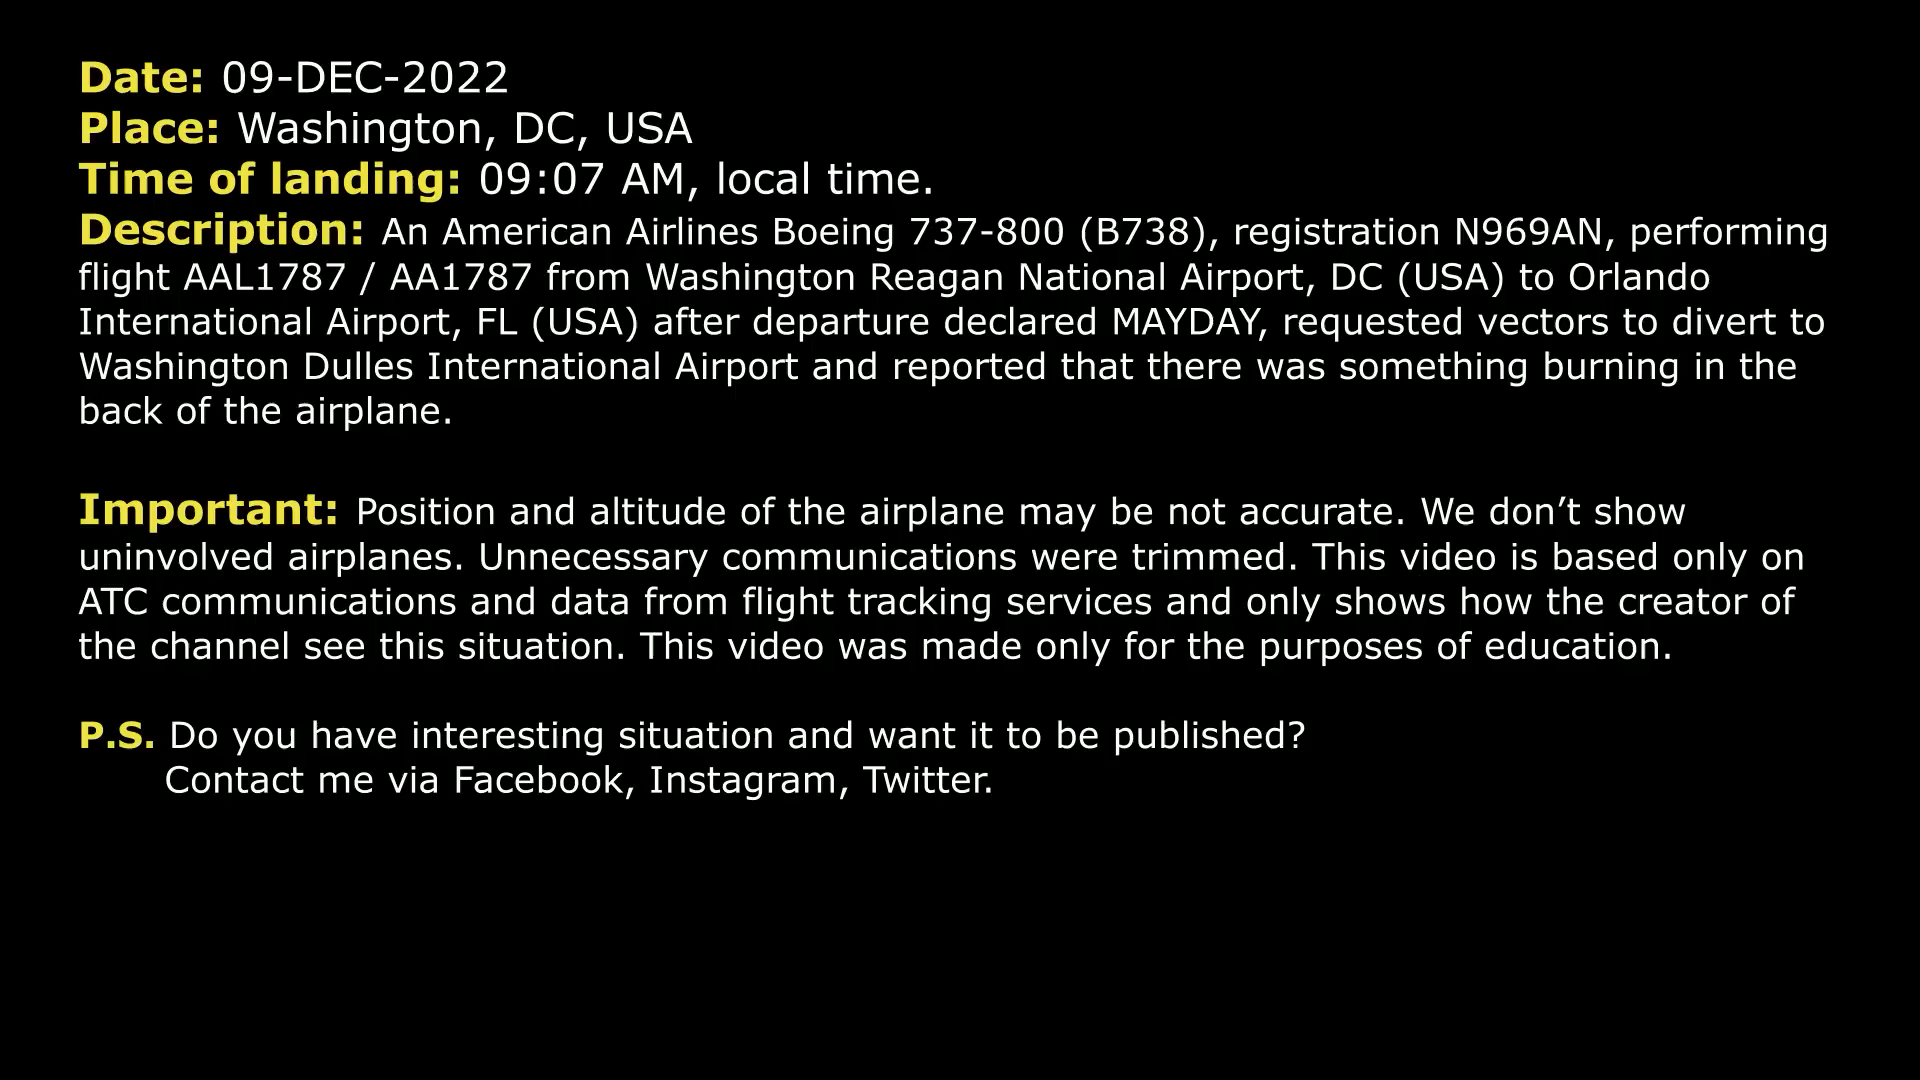 Date: 09-DEC-2022
Place: Washington, DC, USA
Time of landing: 09:07 AM, local time.
Description: An American Airlines Boeing 737-800 (B738), registration N969AN, performing
flight AAL1787 / AA1787 from Washington Reagan National Airport, DC (USA) to Orlando
International Airport, FL (USA) after departure declared MAYDAY, requested vectors to divert to
Washington Dulles International Airport and reported that there was something burning in the
back of the airplane.
Important: Position and altitude of the airplane may be not accurate. We don’t show
uninvolved airplanes. Unnecessary communications were trimmed. This video is based only on
ATC communications and data from flight tracking services and only shows how the creator of
the channel see this situation. This video was made only for the purposes of education.
P.S. Do you have interesting situation and want it to be published?
Contact me via Facebook, Instagram, Twitter.